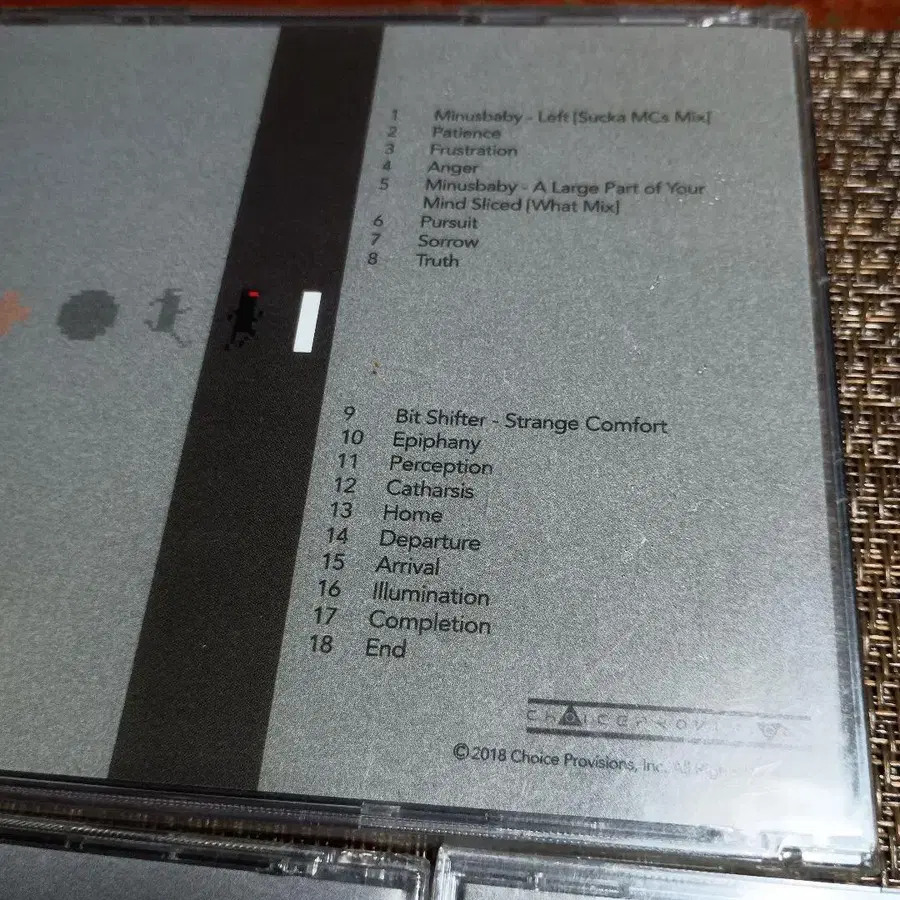 1 Minusbaby - Left [Sucka MCs Mix]
2 Patience
3 Frustration
4 Anger
5 Minusbaby - A Large Part of Your
Mind Sliced [What Mix]
6 Pursuit
7 Sorrow
8 Truth
9 Bit Shifter - Strange Comfort
10 Epiphany
11 Perception
12 Catharsis
13 Home
14 Departure
15 Arrival
16 Illumination
17 Completion
18 End
©2018 Choice Provisions, Inc. All